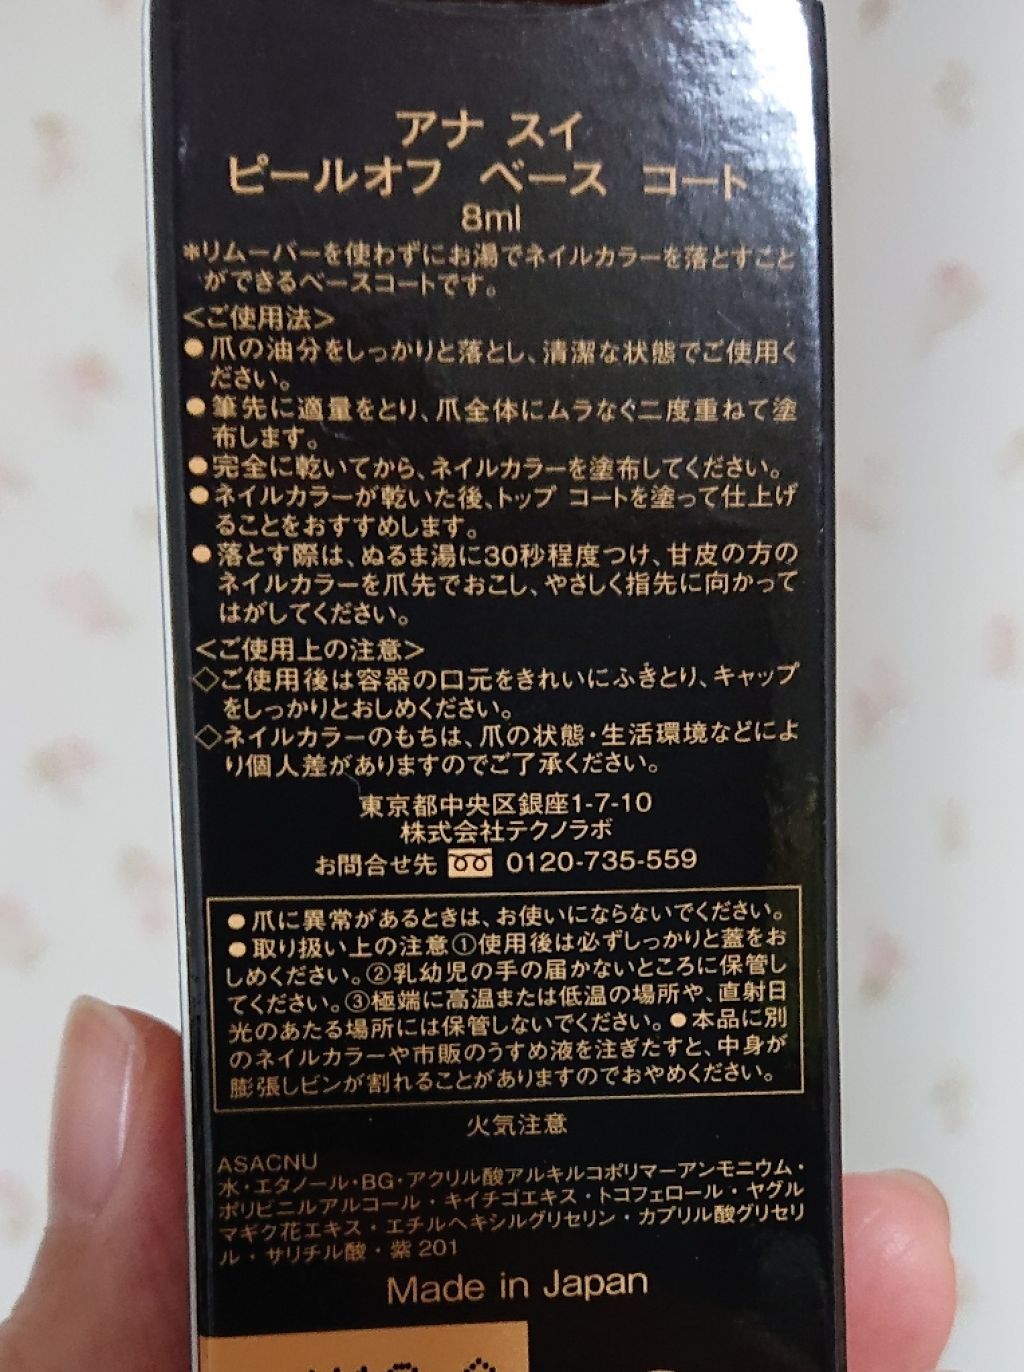 アナ スイ
ピールオフ ベース コート
8ml
*リムーバーを使わずにお湯でネイルカラーを落とすこと
ができるベースコートです。
<ご使用法>
●爪の油分をしっかりと落とし、清潔な状態でご使用く
ださい。
●筆先に適量をとり、爪全体にムラなぐ二度重ねて塗
布します。
●完全に乾いてから、ネイルカラーを塗布してください。
●ネイルカラーが乾いた後、トップ コートを塗って仕上げ
ることをおすすめします。
●落とす際は、ぬるま湯に30秒程度つけ、甘皮の方の
ネイルカラーを爪先でおこし、やさしく指先に向かって
はがしてください。
<ご使用上の注意>
◇ご使用後は容器の口元をきれいにふきとり、キャップ
をしっかりとおしめください。
◇ネイルカラーのもちは、爪の状態・生活環境などによ
り個人差がありますのでご了承ください。
東京都中央区銀座1-7-10
株式会社テクノラボ
お問合せ先 0120-735-559
●爪に異常があるときは、お使いにならないでください。
●取り扱い上の注意①使用後は必ずしっかりと蓋をお
しめください。②乳幼児の手の届かないところに保管し
てください。③極端に高温または低温の場所や、直射日
光のあたる場所には保管しないでください。●本品に別
のネイルカラーや市販のうすめ液を注ぎたすと、中身が
膨張しビンが割れることがありますのでおやめください。
火気注意
ASACNU
水・エタノール・BG・アクリル酸アルキルコポリマーアンモニウム・
ポリビニルアルコール・キイチゴエキス・トコフェロール・ヤグル
マギク花エキス・エチルヘキシルグリセリン・カプリル酸グリセリ
ル・サリチル酸・紫201
Made in Japan